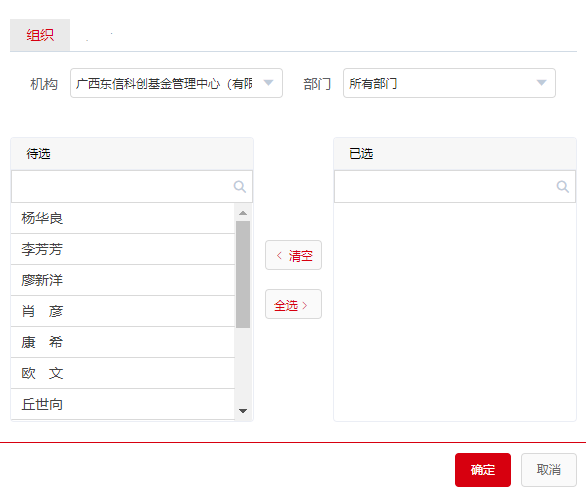 组织
机构 广西东信科创基金管理中心（有限 部门 所有部门
待选 已选
杨华良
李芳芳
廖新洋
肖　彦
康　希
欧　文
丘世向
清空
全选
确定 取消